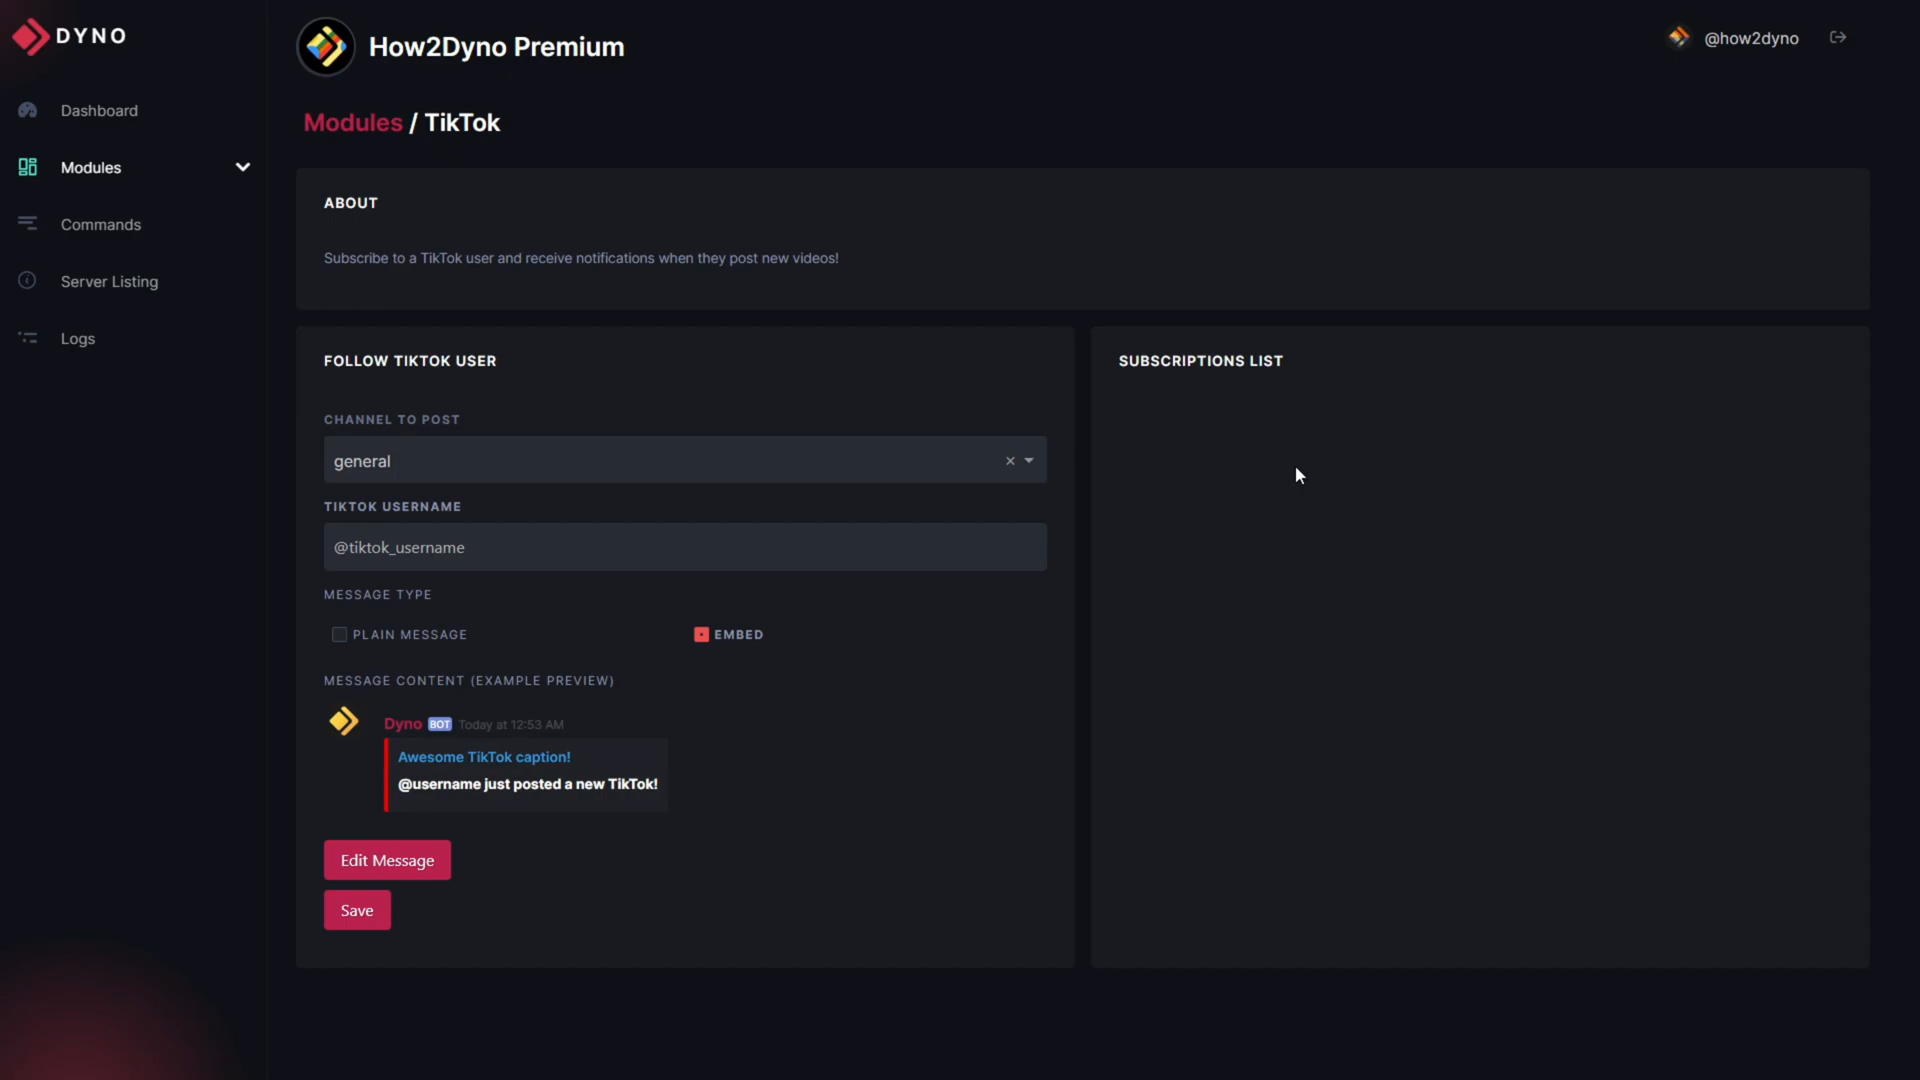 DYNO
How2Dyno Premium
@how2dyno
Dashboard
Modules
Commands
Server Listing
Logs
Modules / TikTok
ABOUT
Subscribe to a TikTok user and receive notifications when they post new videos!
FOLLOW TIKTOK USER
CHANNEL TO POST
general
TIKTOK USERNAME
@tiktok_username
MESSAGE TYPE
PLAIN MESSAGE
EMBED
MESSAGE CONTENT (EXAMPLE PREVIEW)
Dyno BOT Today at 12:53 AM
Awesome TikTok caption!
@username just posted a new TikTok!
Edit Message
Save
SUBSCRIPTIONS LIST